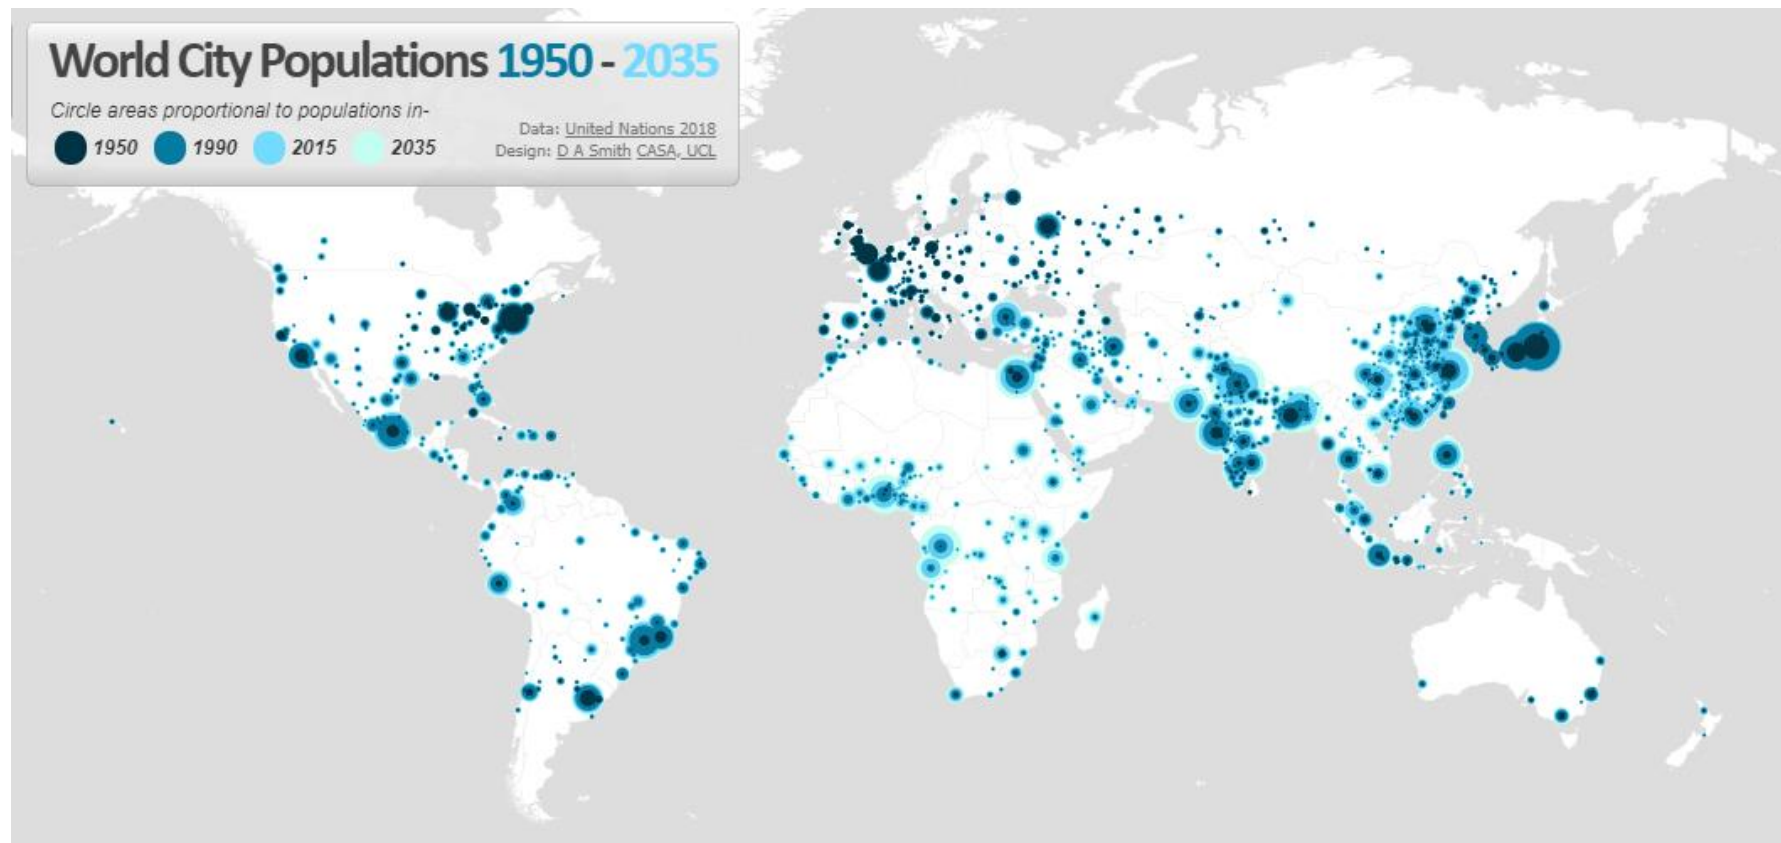 World City Populations 1950 - 2035
Circle areas proportional to populations in-
1950 1990 2015 2035
Data: United Nations 2018
Design: D A Smith CASA, UCL